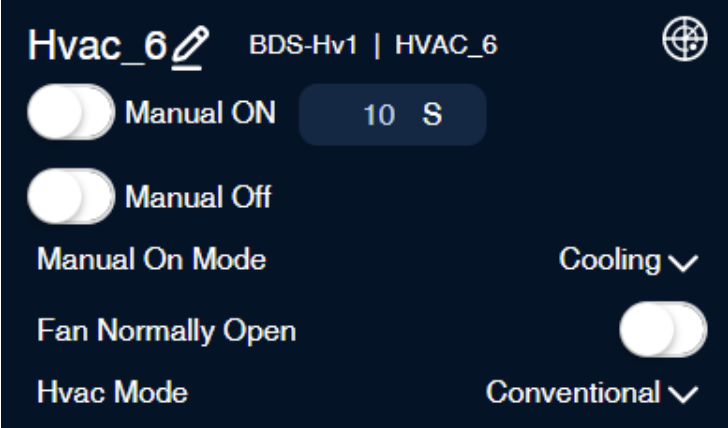 Hvac_6 BDS-Hv1 | HVAC_6
Manual ON 10 S
Manual Off
Manual On Mode Cooling
Fan Normally Open
Hvac Mode Conventional